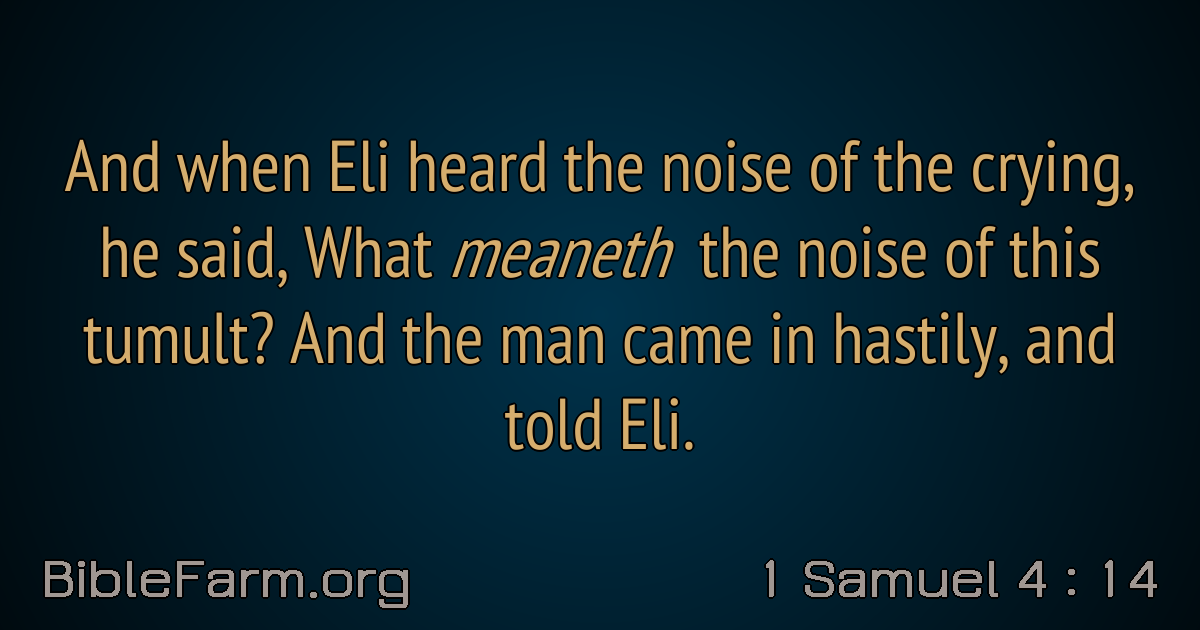 And when Eli heard the noise of the crying,
he said, What meaneth the noise of this
tumult? And the man came in hastily, and
told Eli.
BibleFarm.org
1 Samuel 4 : 14